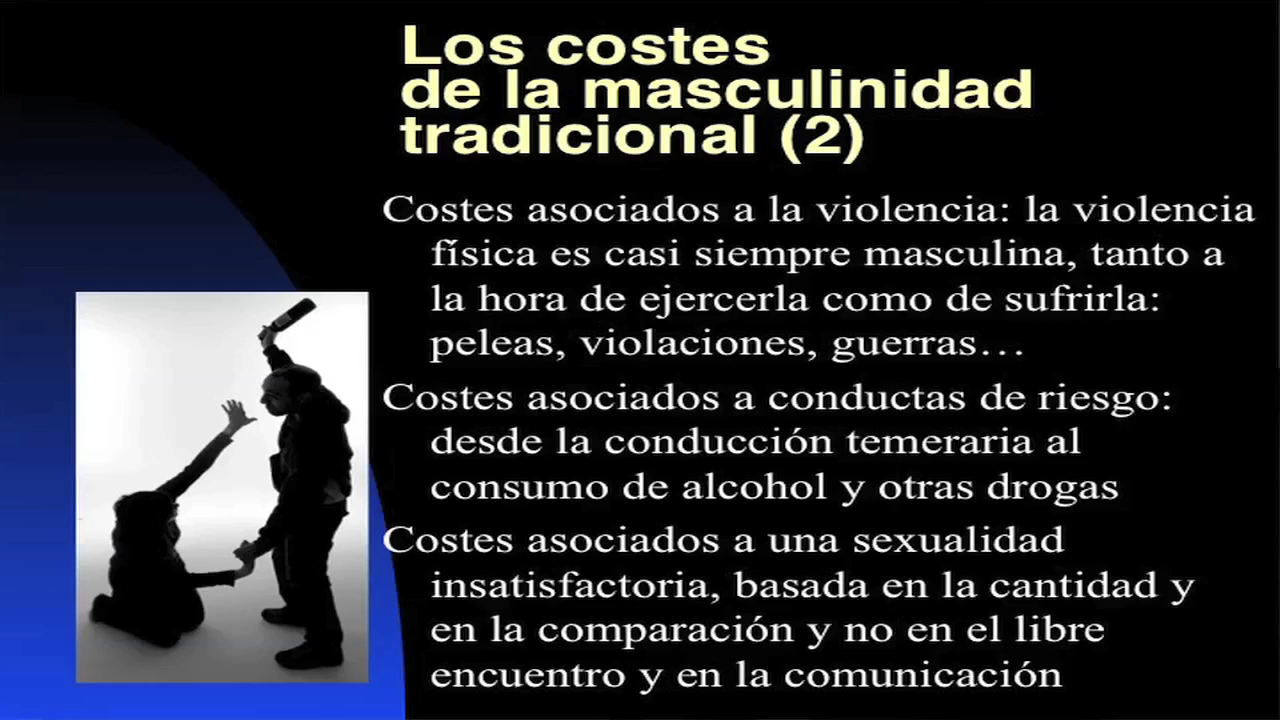 Los costes
de la masculinidad
tradicional (2)
Costes asociados a la violencia: la violencia
física es casi siempre masculina, tanto a
la hora de ejercerla como de sufrirla:
peleas, violaciones, guerras…
Costes asociados a conductas de riesgo:
desde la conducción temeraria al
consumo de alcohol y otras drogas
Costes asociados a una sexualidad
insatisfactoria, basada en la cantidad y
en la comparación y no en el libre
encuentro y en la comunicación